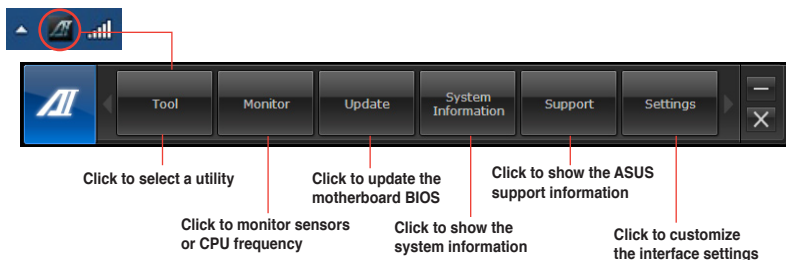 AI
Tool
Monitor
Update
System
Information
Support
Settings
Click to select a utility
Click to update the
motherboard BIOS
Click to show the ASUS
support information
Click to monitor sensors
or CPU frequency
Click to show the
system information
Click to customize
the interface settings